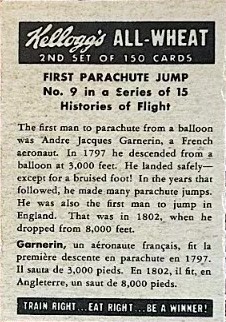 Kellogg's ALL-WHEAT
2ND SET OF 150 CARDS
FIRST PARACHUTE JUMP
No. 9 in a Series of 15
Histories of Flight
The first man to parachute from a balloon
was Andre Jacques Garnerin, a French
aeronaut. In 1797 he descended from a
balloon at 3,000 feet. He landed safely—
except for a bruised foot! In the years that
followed, he made many parachute jumps.
He was also the first man to jump in
England. That was in 1802, when he
dropped from 8,000 feet.
Garnerin, un aéronaute français, fit la
première descente en parachute en 1797.
Il sauta de 3,000 pieds. En 1802, il fit, en
Angleterre, un saut de 8,000 pieds.
TRAIN RIGHT...EAT RIGHT...BE A WINNER!